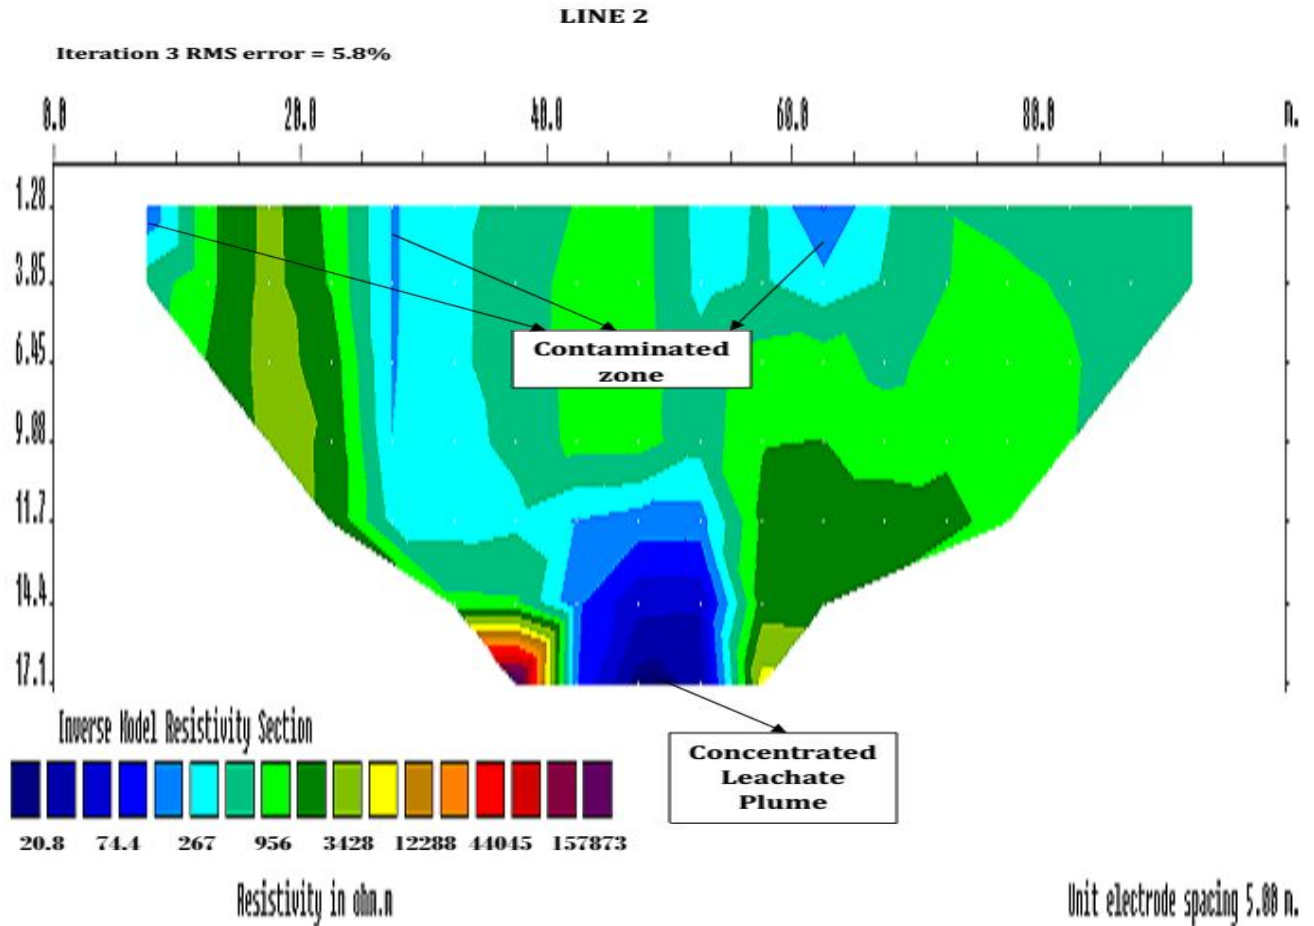 LINE 2
Iteration 3 RMS error = 5.8%
0.0 20.0 40.0 60.0 80.0 m.
1.28
3.85
6.45
9.08
11.7
14.4
17.1
Contaminated
zone
Concentrated
Leachate
Plume
Inverse Model Resistivity Section
20.8 74.4 267 956 3428 12288 44045 157873
Resistivity in ohm.m
Unit electrode spacing 5.00 m.